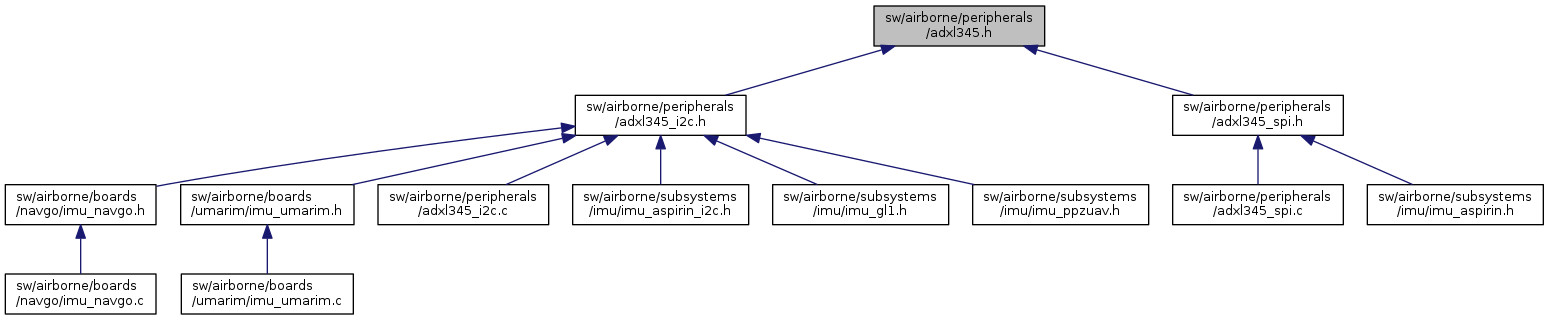 sw/airborne/peripherals
/adxl345.h
sw/airborne/peripherals
/adxl345_i2c.h
sw/airborne/peripherals
/adxl345_spi.h
sw/airborne/boards
/navgo/imu_navgo.h
sw/airborne/boards
/umarim/imu_umarim.h
sw/airborne/peripherals
/adxl345_i2c.c
sw/airborne/subsystems
/imu/imu_aspirin_i2c.h
sw/airborne/subsystems
/imu/imu_gl1.h
sw/airborne/subsystems
/imu/imu_ppzuav.h
sw/airborne/peripherals
/adxl345_spi.c
sw/airborne/subsystems
/imu/imu_aspirin.h
sw/airborne/boards
/navgo/imu_navgo.c
sw/airborne/boards
/umarim/imu_umarim.c